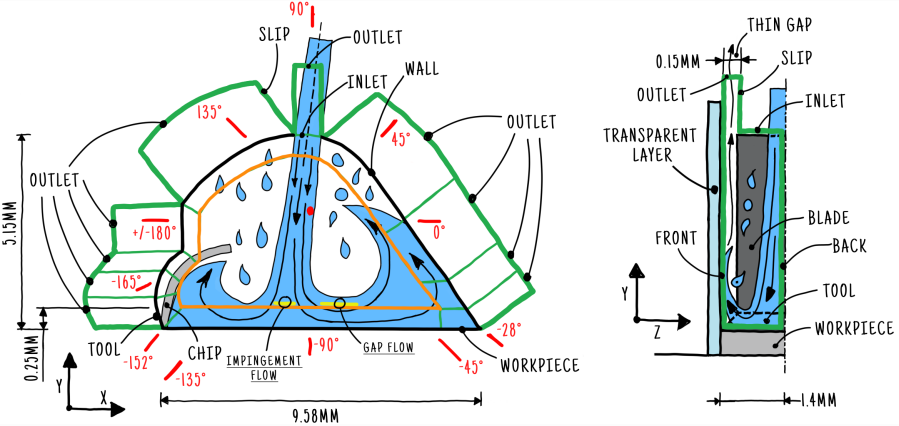 90°
SLIP
OUTLET
INLET
WALL
135°
45°
OUTLET
OUTLET
5.15MM
+/-180°
0°
-165°
0.25MM
TOOL
CHIP
-152°
-135°
IMPINGEMENT
FLOW
-90°
GAP FLOW
-28°
-45°
WORKPIECE
Y
X
9.58MM
THIN GAP
0.15MM
SLIP
OUTLET
INLET
TRANSPARENT
LAYER
BLADE
FRONT
BACK
Y
Z
TOOL
WORKPIECE
1.4MM